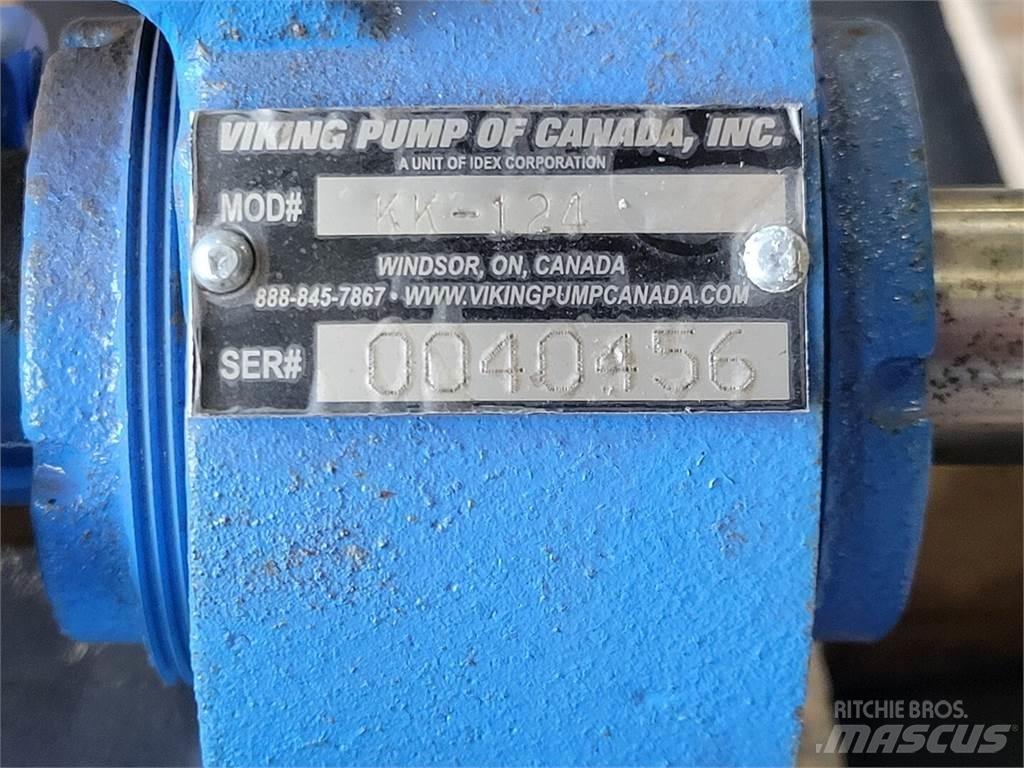 VIKING PUMP OF CANADA, INC.
A UNIT OF IDEX CORPORATION
MOD# KK-124
WINDSOR, ON, CANADA
888-845-7867 • WWW.VIKINGPUMPCANADA.COM
SER# 0040456
RITCHIE BROS.
MASCUS